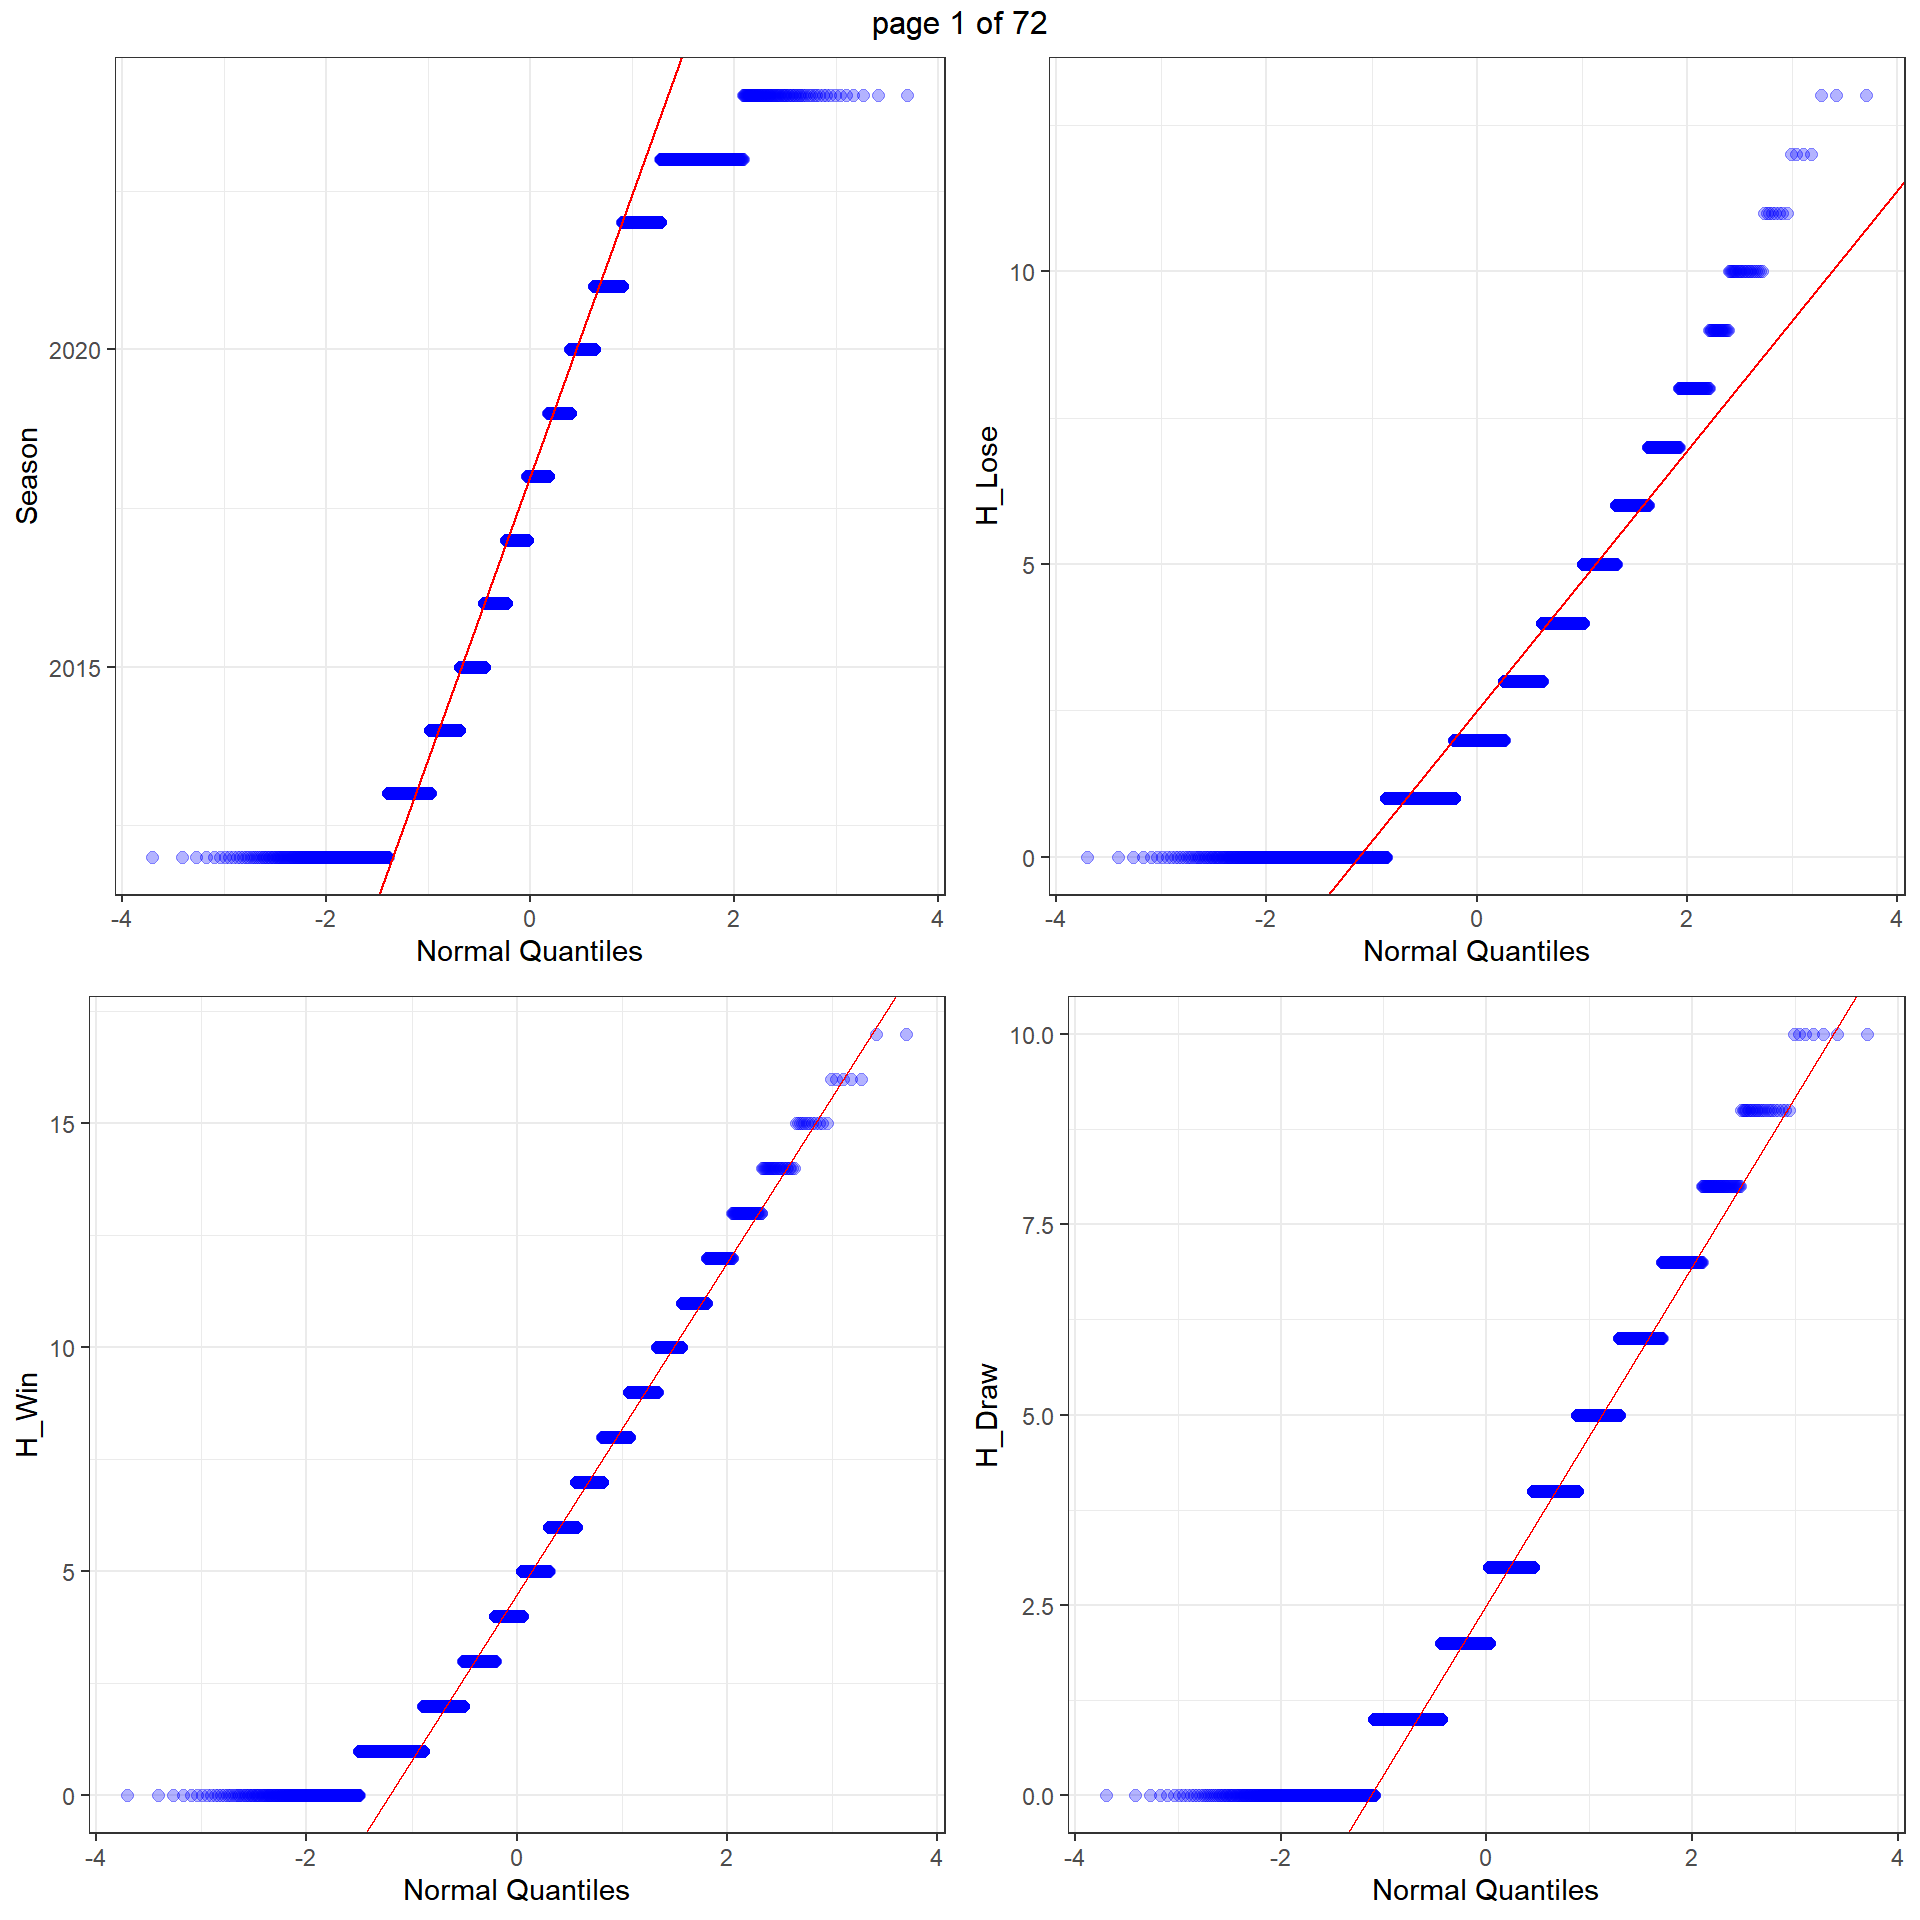 page 1 of 72
Season
2020
2015
-4 -2 0 2 4
Normal Quantiles
H_Lose
10
5
0
-4 -2 0 2 4
Normal Quantiles
H_Win
15
10
5
0
-4 -2 0 2 4
Normal Quantiles
H_Draw
10.0
7.5
5.0
2.5
0.0
-4 -2 0 2 4
Normal Quantiles